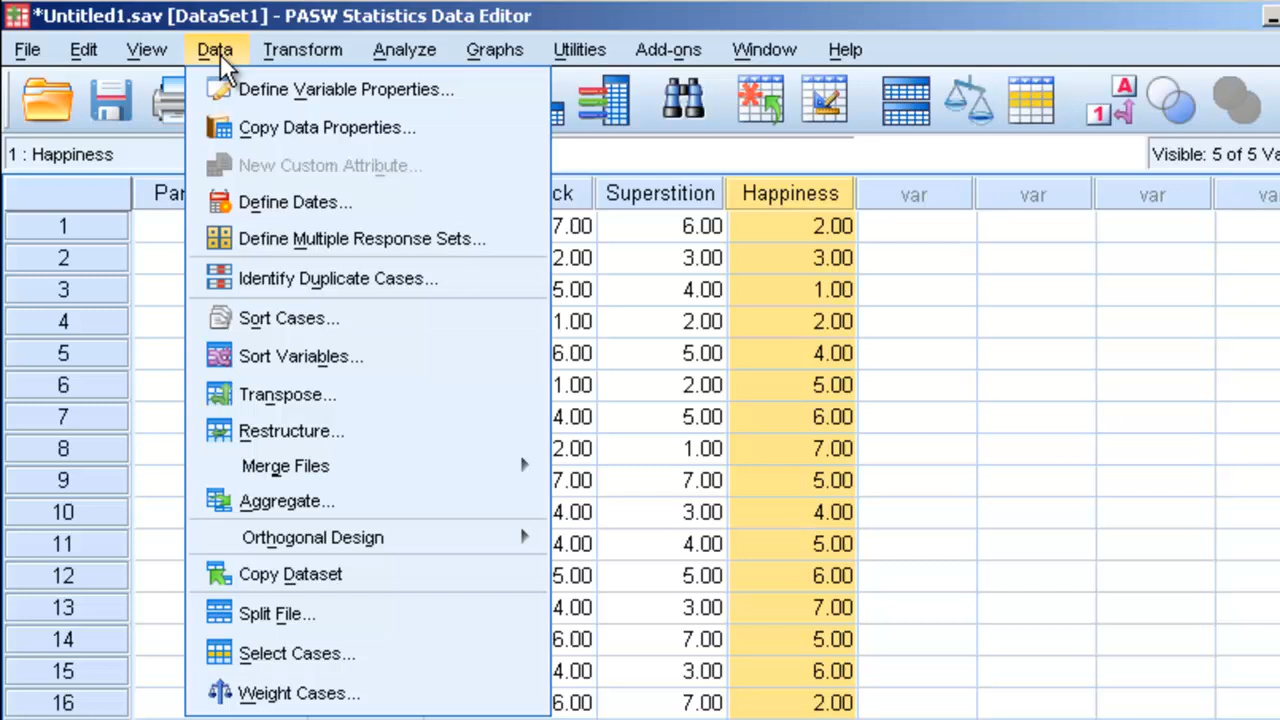 *Untitled1.sav [DataSet1] - PASW Statistics Data Editor
File Edit View Data Transform Analyze Graphs Utilities Add-ons Window Help
Define Variable Properties...
Copy Data Properties...
A
1
1 : Happiness
Visible: 5 of 5 Va
New Custom Attribute...
Par ck Superstition Happiness var var var va
Define Dates...
1 7.00 6.00 2.00
Define Multiple Response Sets...
2 2.00 3.00 3.00
Identify Duplicate Cases...
3 5.00 4.00 1.00
Sort Cases...
4 1.00 2.00 2.00
Sort Variables...
5 6.00 5.00 4.00
6 1.00 2.00 5.00
Transpose...
7 4.00 5.00 6.00
Restructure...
8 2.00 1.00 7.00
Merge Files
9 7.00 7.00 5.00
Aggregate...
10 4.00 3.00 4.00
Orthogonal Design
11 4.00 4.00 5.00
Copy Dataset
12 5.00 5.00 6.00
13 4.00 3.00 7.00
Split File...
14 6.00 7.00 5.00
Select Cases...
15 4.00 3.00 6.00
Weight Cases...
16 6.00 7.00 2.00